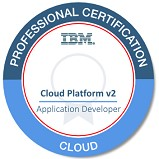 PROFESSIONAL CERTIFICATION
IBM
Cloud Platform v2
Application Developer
CLOUD